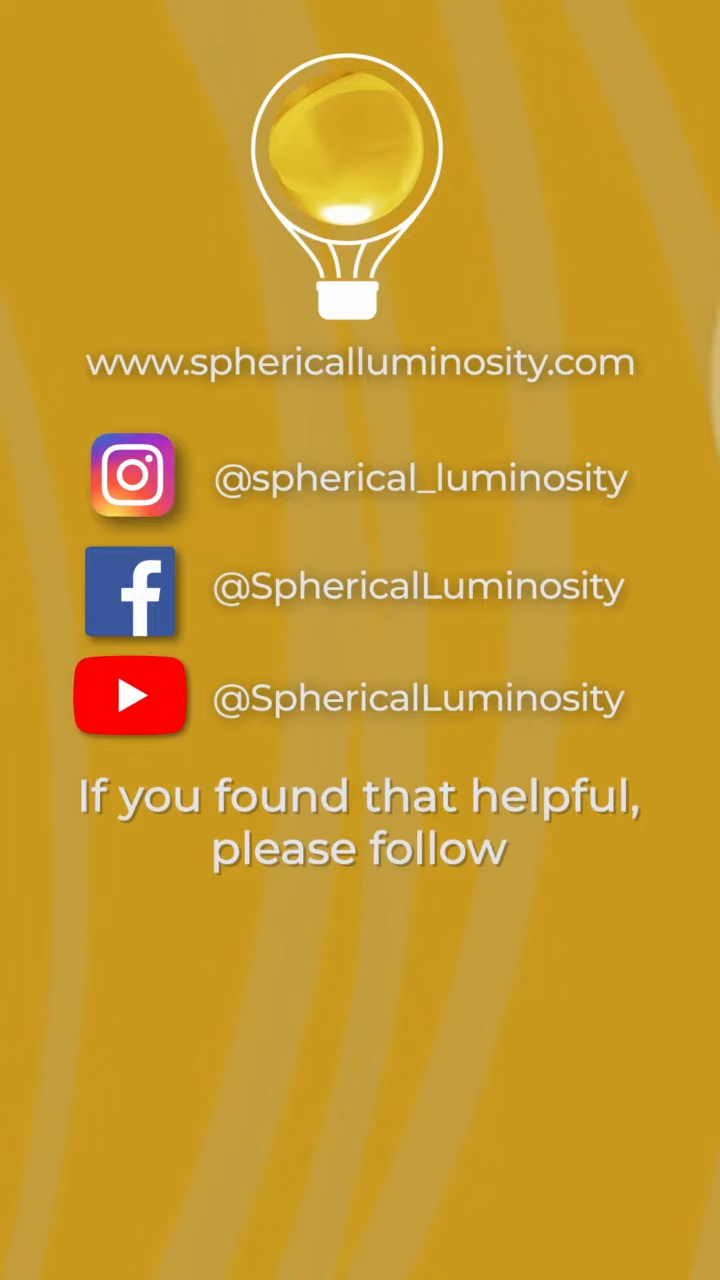 www.sphericalluminosity.com
@spherical_luminosity
@SphericalLuminosity
@SphericalLuminosity
If you found that helpful,
please follow